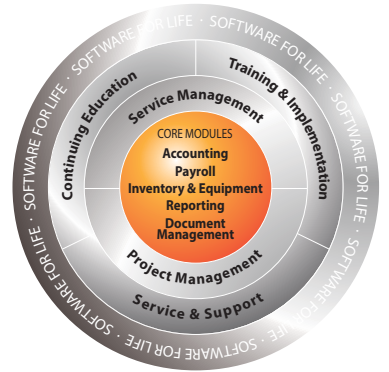 SOFTWARE FOR LIFE · SOFTWARE FOR LIFE · SOFTWARE FOR LIFE · SOFTWARE FOR LIFE · SOFTWARE FOR LIFE · SOFTWARE FOR LIFE ·
Continuing Education
Training & Implementation
Service Management
CORE MODULES
Accounting
Payroll
Inventory & Equipment
Reporting
Document
Management
Project Management
Service & Support